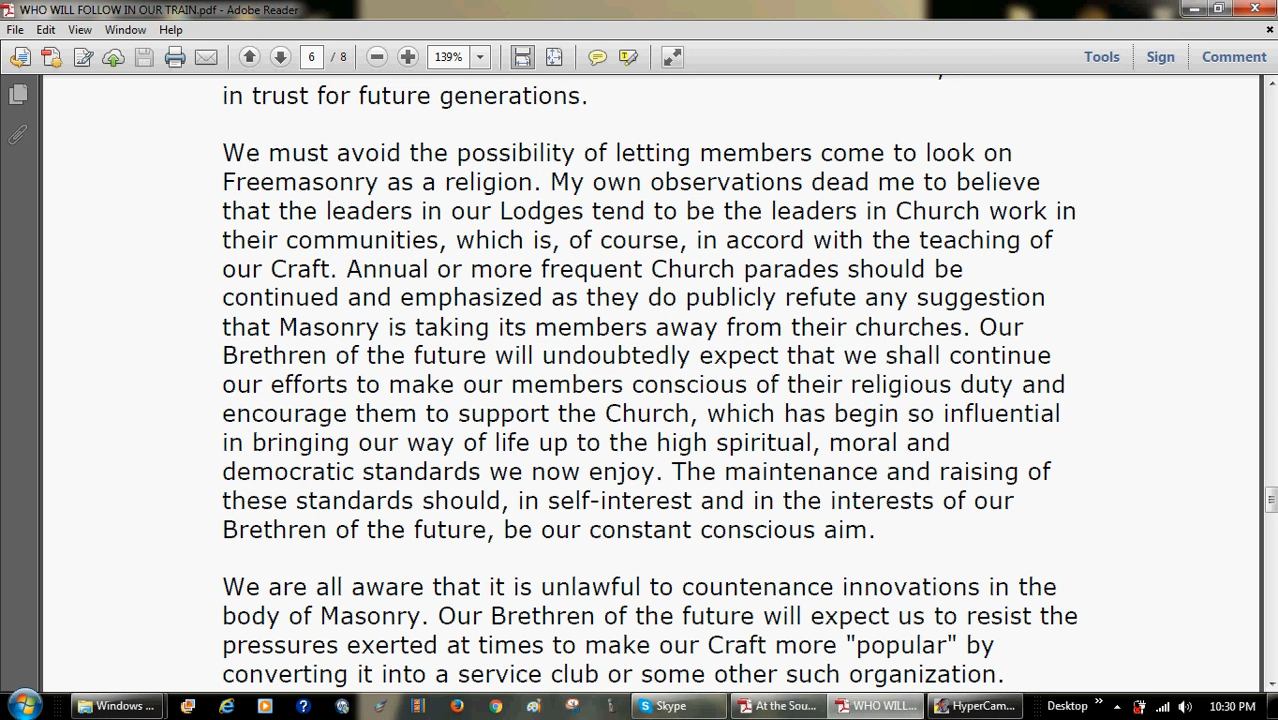 WHO WILL FOLLOW IN OUR TRAIN.pdf - Adobe Reader
File Edit View Window Help
6 / 8 139% Tools Sign Comment
in trust for future generations.
We must avoid the possibility of letting members come to look on
Freemasonry as a religion. My own observations dead me to believe
that the leaders in our Lodges tend to be the leaders in Church work in
their communities, which is, of course, in accord with the teaching of
our Craft. Annual or more frequent Church parades should be
continued and emphasized as they do publicly refute any suggestion
that Masonry is taking its members away from their churches. Our
Brethren of the future will undoubtedly expect that we shall continue
our efforts to make our members conscious of their religious duty and
encourage them to support the Church, which has begin so influential
in bringing our way of life up to the high spiritual, moral and
democratic standards we now enjoy. The maintenance and raising of
these standards should, in self-interest and in the interests of our
Brethren of the future, be our constant conscious aim.
We are all aware that it is unlawful to countenance innovations in the
body of Masonry. Our Brethren of the future will expect us to resist the
pressures exerted at times to make our Craft more "popular" by
converting it into a service club or some other such organization.
Windows ... Skype At the Sou... WHO WILL... HyperCam... Desktop » 10:30 PM